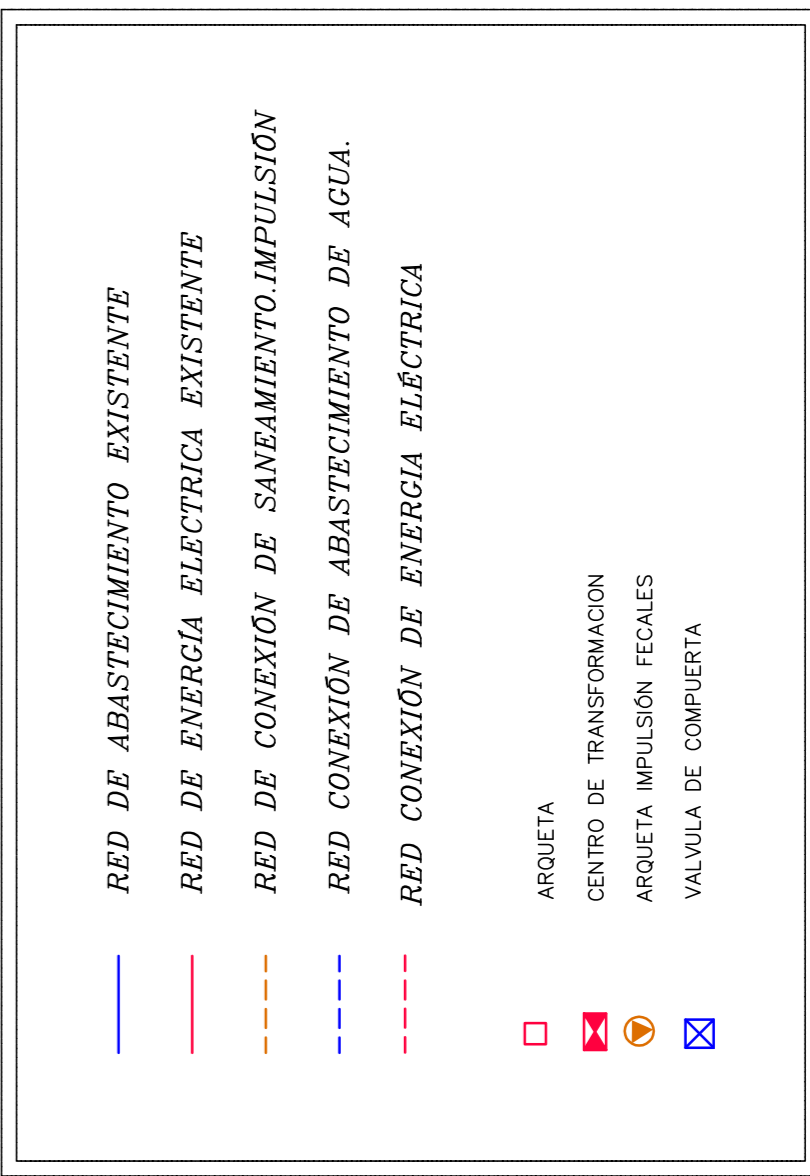 RED DE ABASTECIMIENTO EXISTENTE
RED DE ENERGÍA ELECTRICA EXISTENTE
RED DE CONEXIÓN DE SANEAMIENTO.IMPULSIÓN
RED CONEXIÓN DE ABASTECIMIENTO DE AGUA.
RED CONEXIÓN DE ENERGIA ELÉCTRICA
ARQUETA
CENTRO DE TRANSFORMACION
ARQUETA IMPULSIÓN FECALES
VALVULA DE COMPUERTA